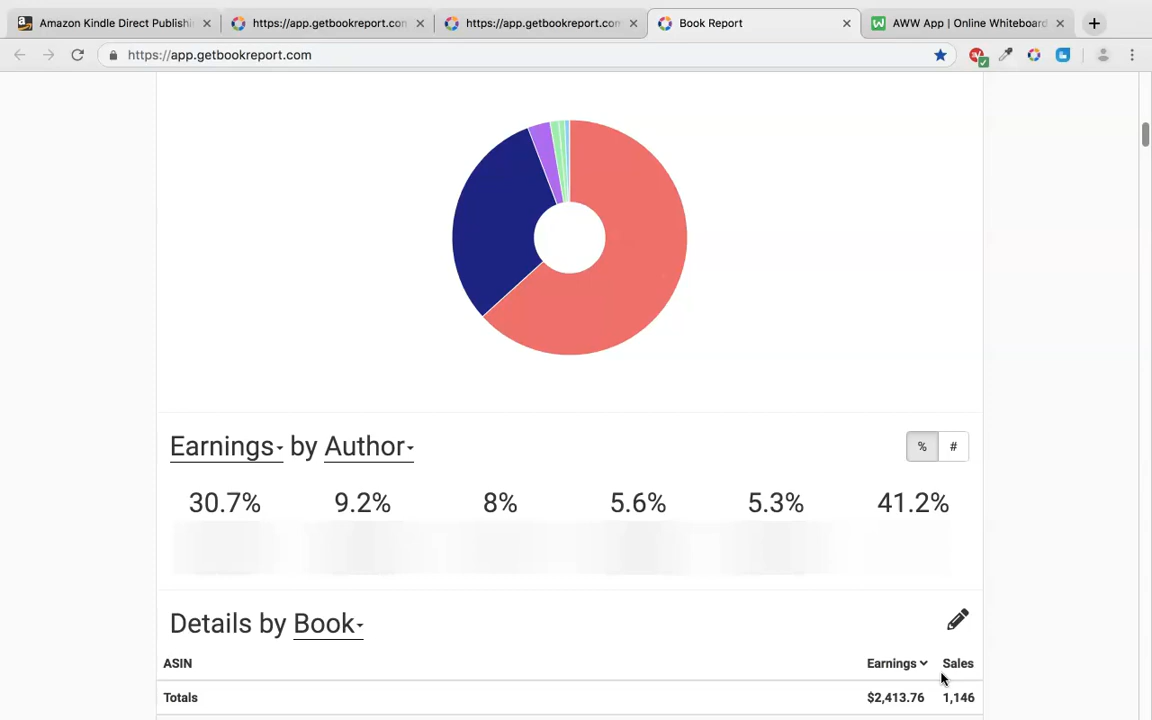 Amazon Kindle Direct Publishi
https://app.getbookreport.con
https://app.getbookreport.com
Book Report
AWW App | Online Whiteboard
https://app.getbookreport.com
Earnings by Author
% #
30.7% 9.2% 8% 5.6% 5.3% 41.2%
Details by Book
ASIN Earnings Sales
Totals $2,413.76 1,146